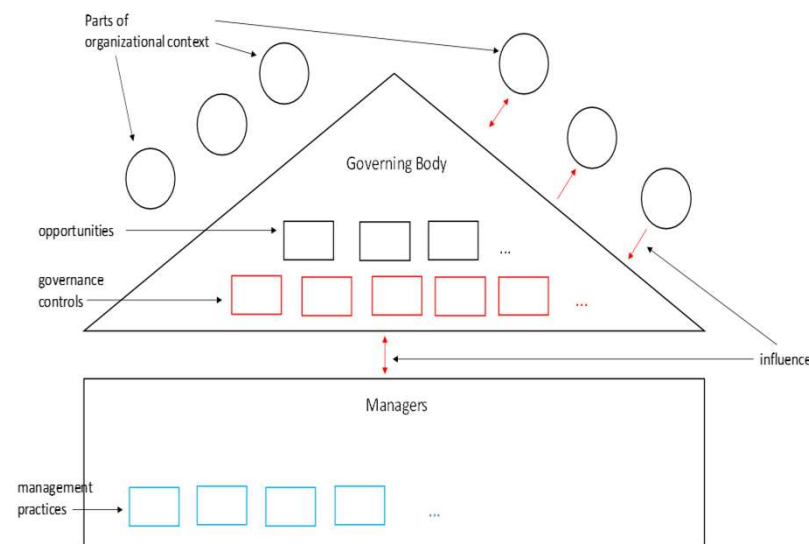 Parts of
organizational context
Governing Body
opportunities
...
governance
controls
...
influence
Managers
management
practices
...